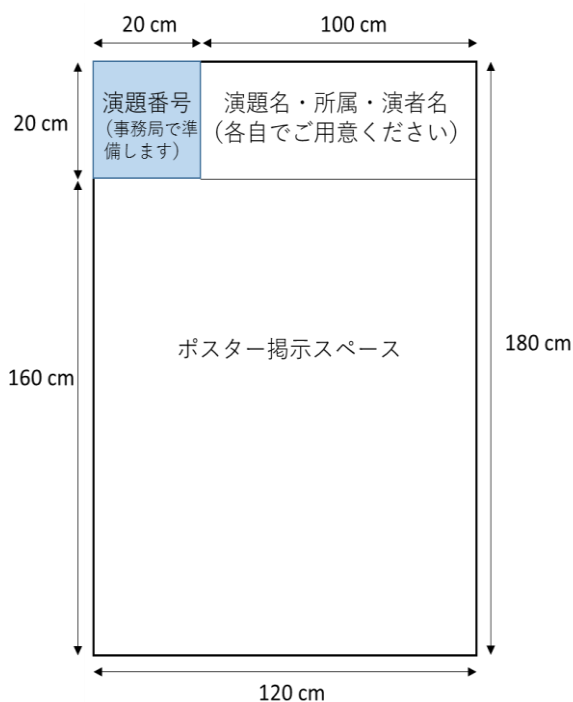 20 cm
100 cm
20 cm
演題番号
（事務局で準
備します）
演題名・所属・演者名
（各自でご用意ください）
ポスター掲示スペース
180 cm
160 cm
120 cm